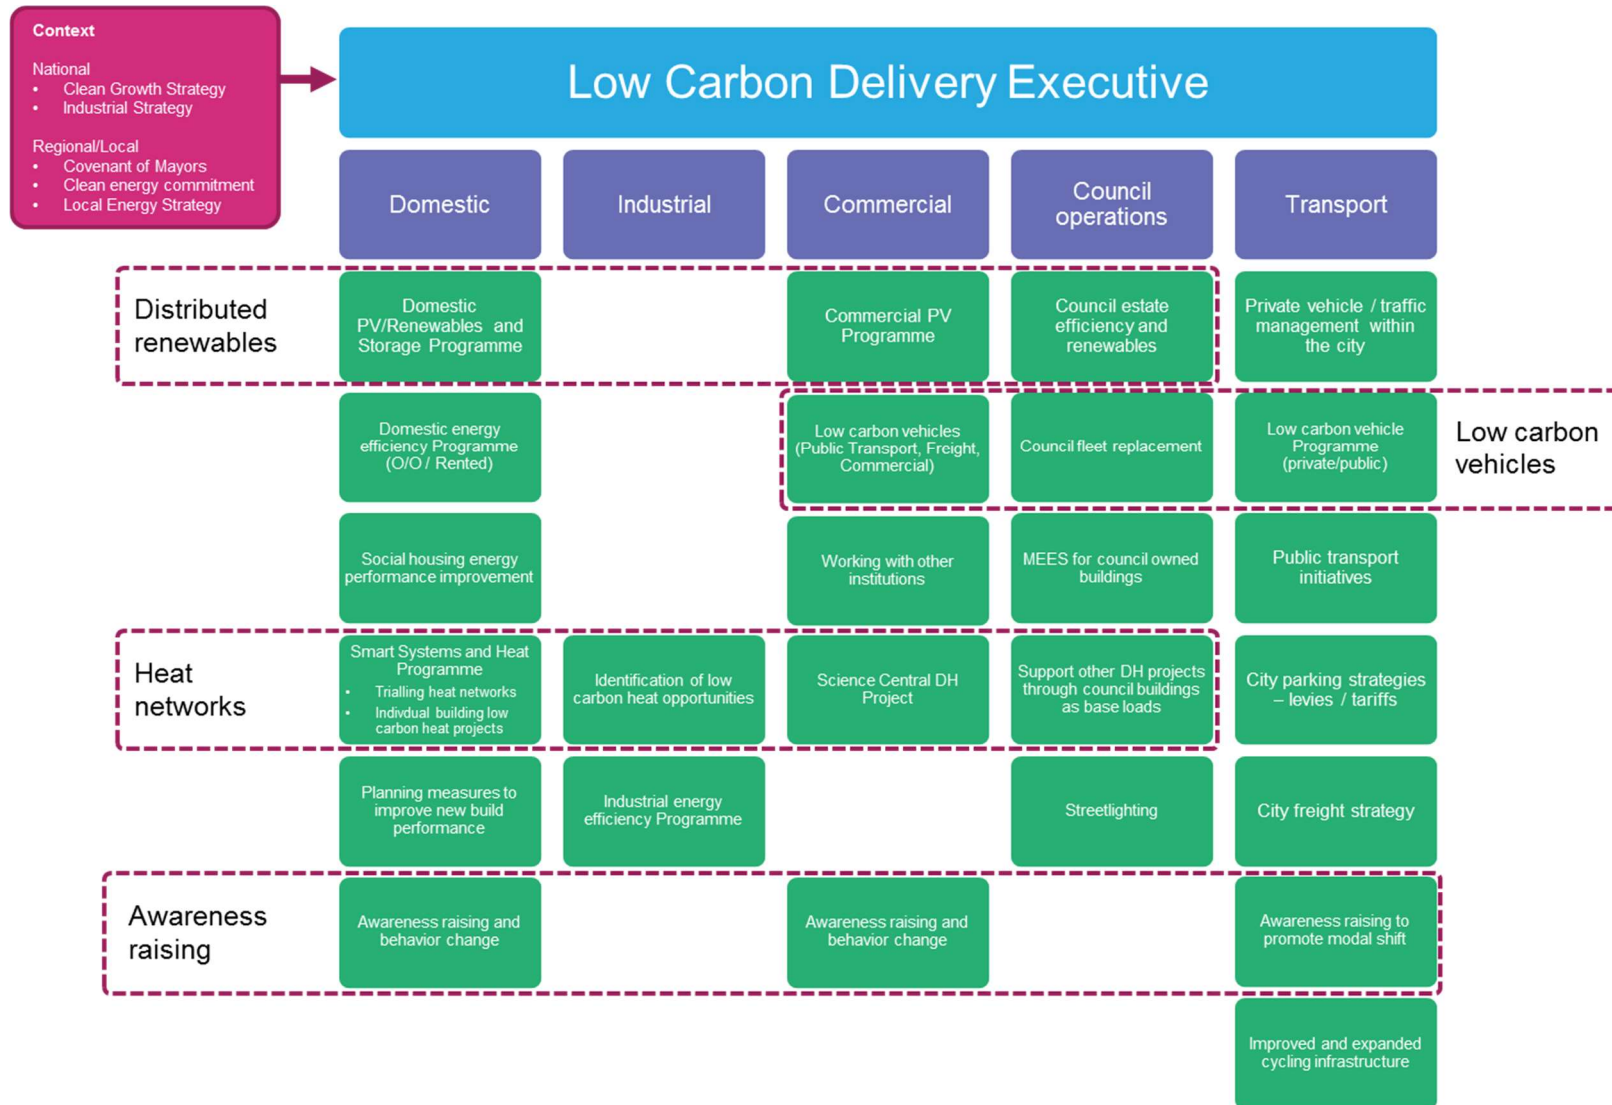 Context
National
• Clean Growth Strategy
• Industrial Strategy
Regional/Local
• Covenant of Mayors
• Clean energy commitment
• Local Energy Strategy
Low Carbon Delivery Executive
Domestic
Industrial
Commercial
Council
operations
Transport
Distributed
renewables
Domestic
PV/Renewables and
Storage Programme
Commercial PV
Programme
Council estate
efficiency and
renewables
Private vehicle / traffic
management within
the city
Domestic energy
efficiency Programme
(O/O / Rented)
Low carbon vehicles
(Public Transport, Freight,
Commercial)
Council fleet replacement
Low carbon vehicle
Programme
(private/public)
Low carbon
vehicles
Social housing energy
performance improvement
Working with other
institutions
MEES for council owned
buildings
Public transport
initiatives
Heat
networks
Smart Systems and Heat
Programme
• Trialling heat networks
• Indivdual building low
carbon heat projects
Identification of low
carbon heat opportunities
Science Central DH
Project
Support other DH projects
through council buildings
as base loads
City parking strategies
– levies / tariffs
Planning measures to
improve new build
performance
Industrial energy
efficiency Programme
Streetlighting
City freight strategy
Awareness
raising
Awareness raising and
behavior change
Awareness raising and
behavior change
Awareness raising to
promote modal shift
Improved and expanded
cycling infrastructure